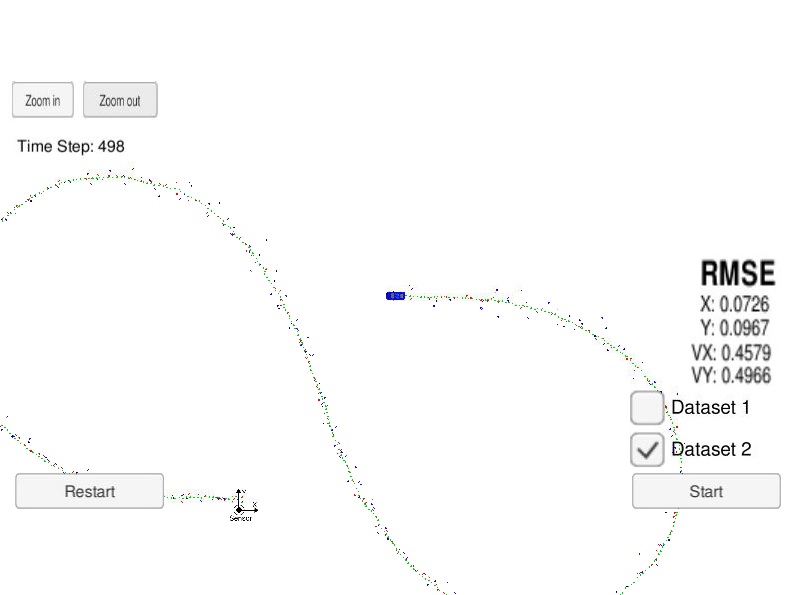 Zoom in
Zoom out
Time Step: 498
RMSE
X: 0.0726
Y: 0.0967
VX: 0.4579
VY: 0.4966
Dataset 1
Dataset 2
Restart
Start
Y
X
Sensor